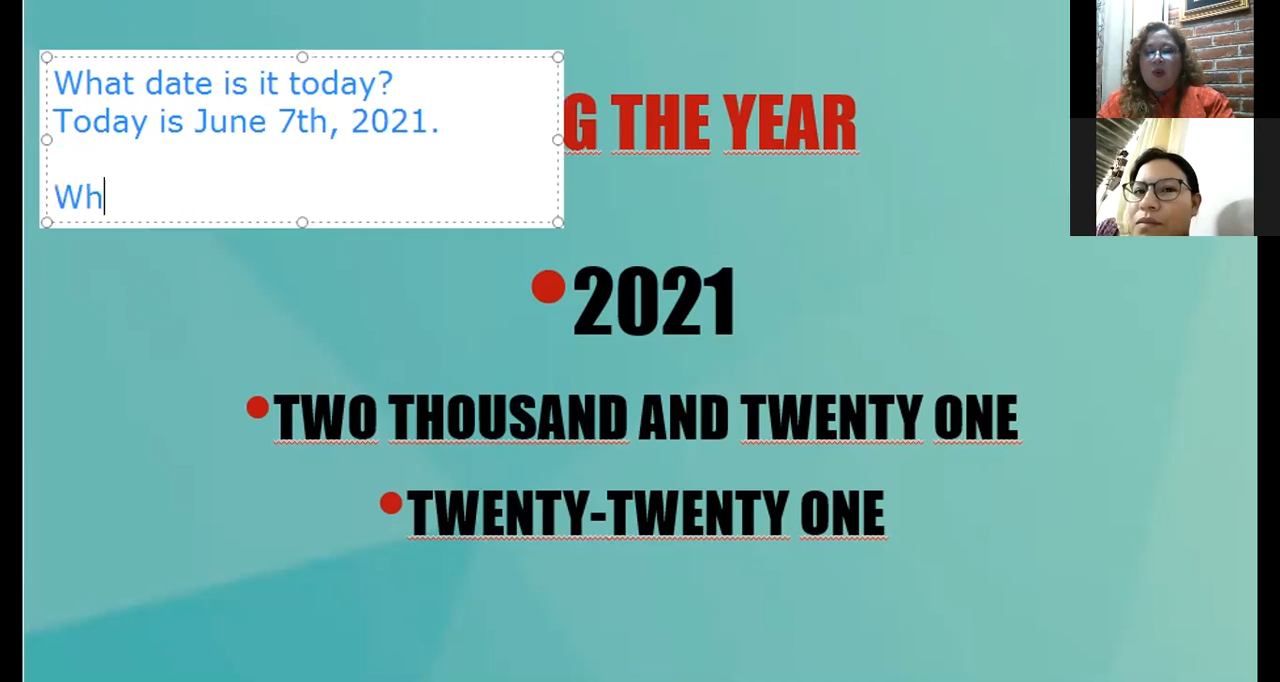 What date is it today?
Today is June 7th, 2021.
Wh
G THE YEAR
2021
TWO THOUSAND AND TWENTY ONE
TWENTY-TWENTY ONE